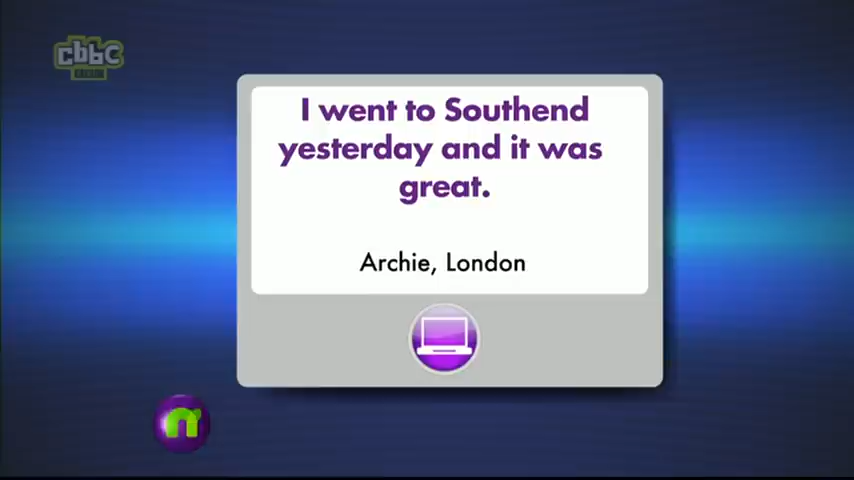 cbbc
I went to Southend
yesterday and it was
great.
Archie, London
n